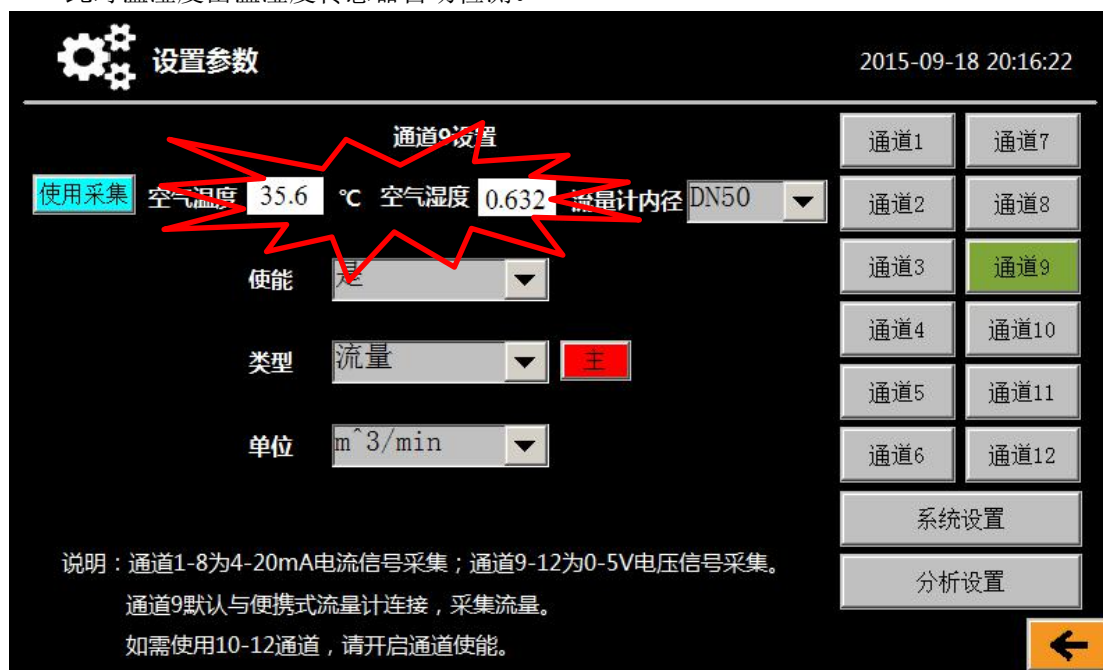 设置参数
2015-09-18 20:16:22
通道9设置
使用采集 空气温度 35.6 ℃ 空气湿度 0.632 流量计内径 DN50
使能 是
类型 流量 主
单位 m^3/min
说明：通道1-8为4-20mA电流信号采集；通道9-12为0-5V电压信号采集。
通道9默认与便携式流量计连接，采集流量。
如需使用10-12通道，请开启通道使能。
通道1 通道7
通道2 通道8
通道3 通道9
通道4 通道10
通道5 通道11
通道6 通道12
系统设置
分析设置